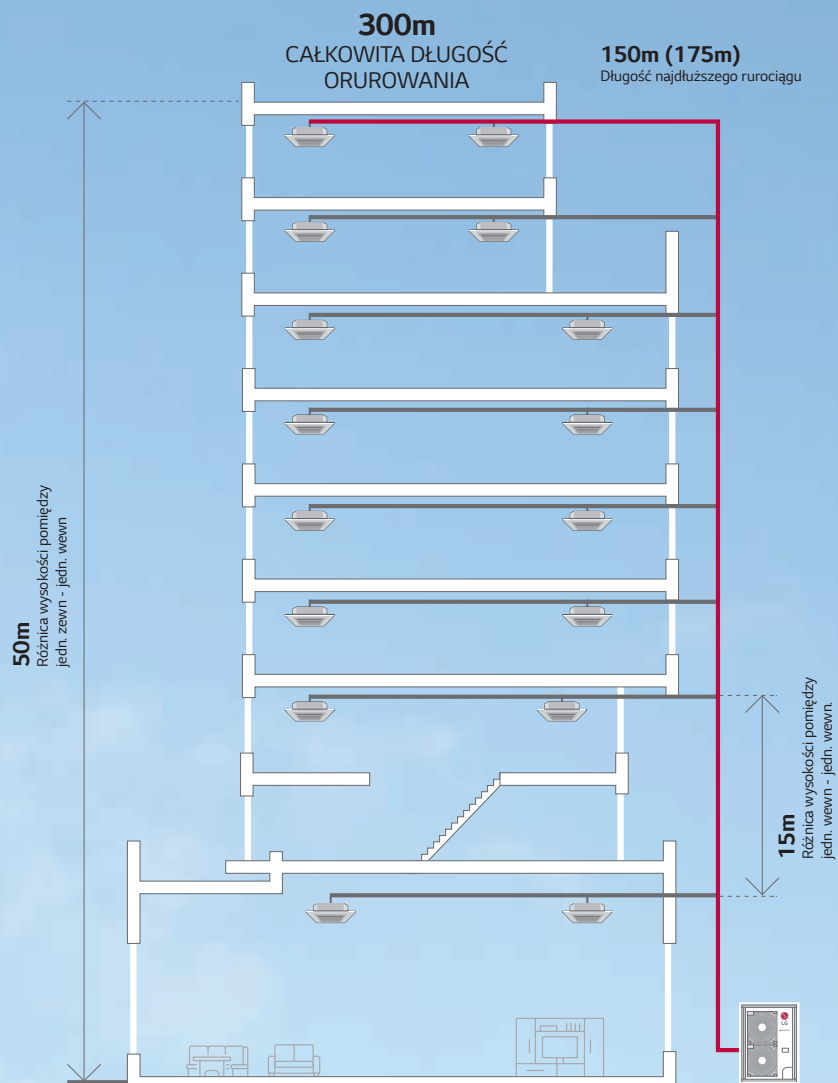 300m
CAŁKOWITA DŁUGOŚĆ
ORUROWANIA
150m (175m)
Długość najdłuższego rurociągu
50m
Różnica wysokości pomiędzy
jedn. zewn - jedn. wewn
15m
Różnica wysokości pomiędzy
jedn. wewn - jedn. wewn.
LG